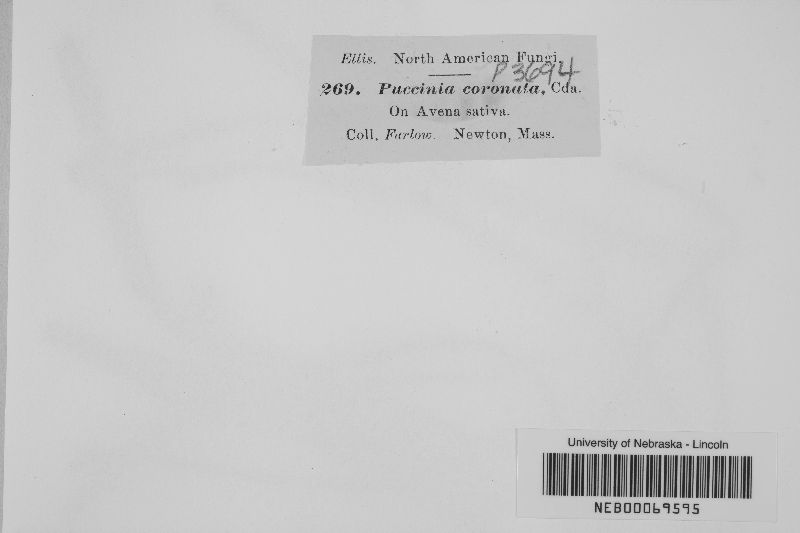 Ellis. North American Fungi.
P3694
269. Puccinia coronata, Cda.
On Avena sativa.
Coll, Farlow. Newton, Mass.
University of Nebraska - Lincoln
NEB00069595